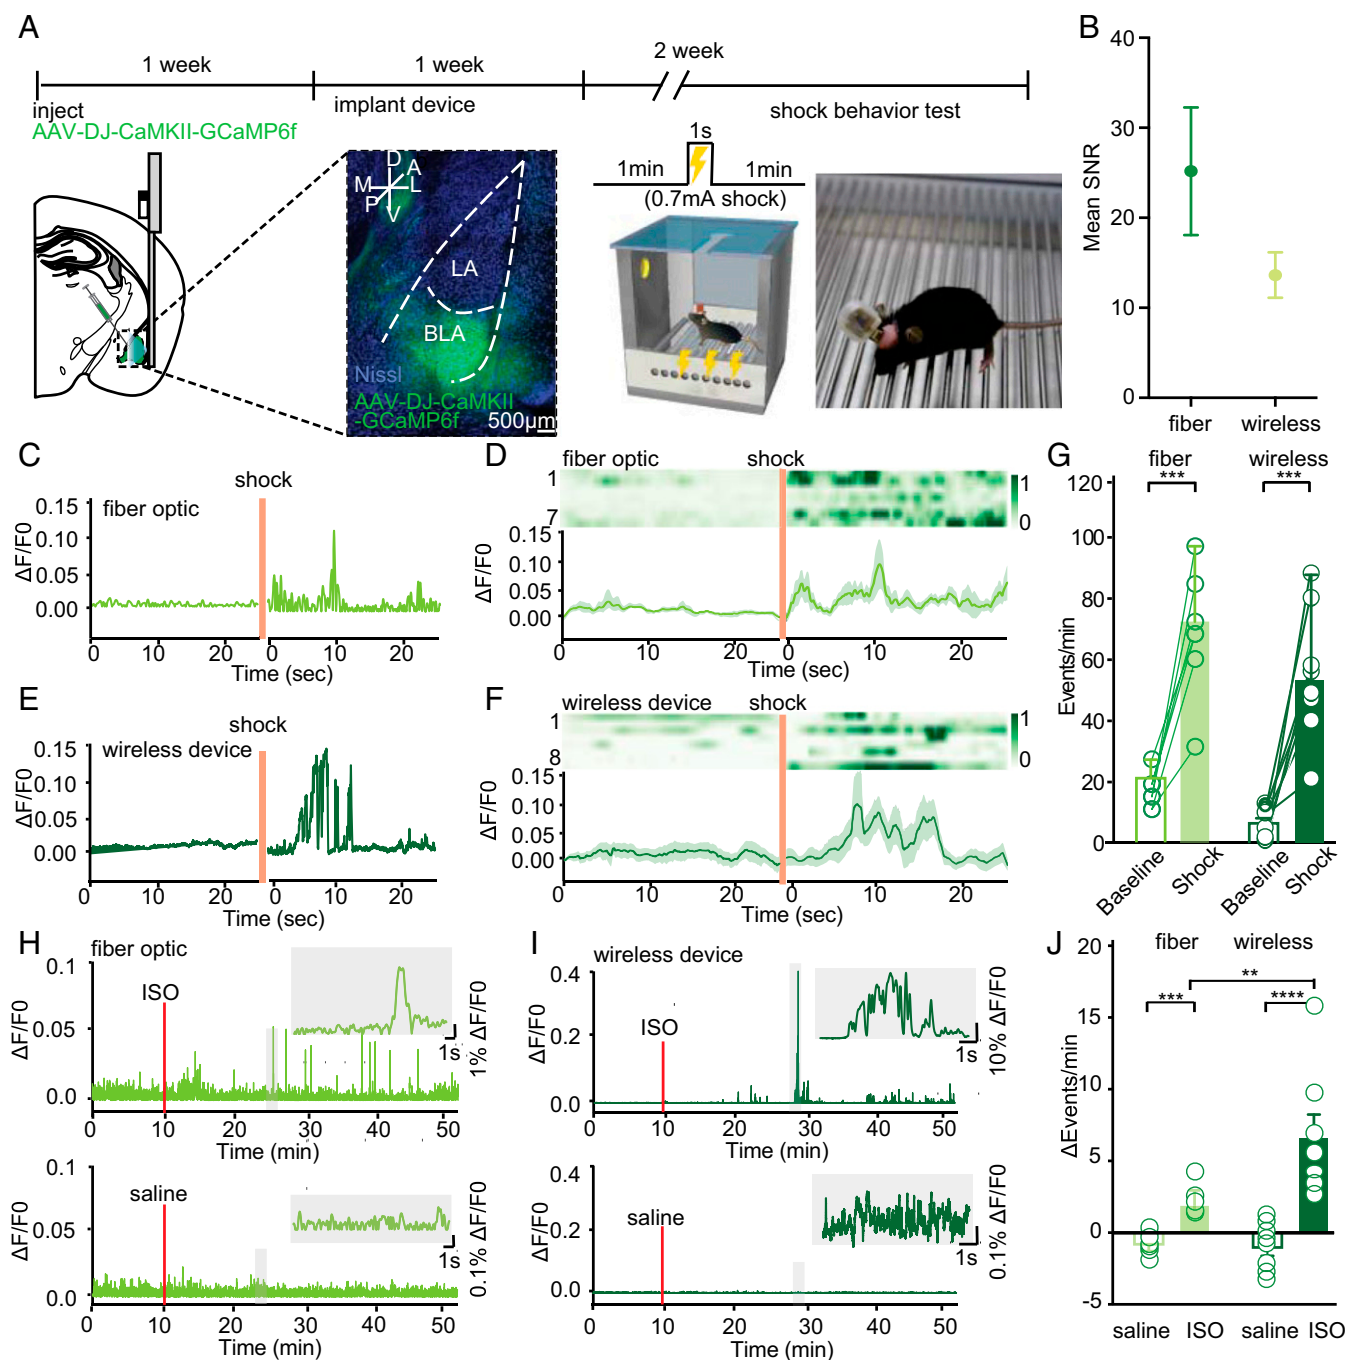 A
1 week
1 week
2 week
inject
AAV-DJ-CaMKII-GCaMP6f
implant device
shock behavior test
D
A
M
L
P
V
LA
BLA
Nissl
AAV-DJ-CaMKII
-GCaMP6f
500µm
1s
1min
1min
(0.7mA shock)
B
Mean SNR
40
30
20
10
0
fiber
wireless
C
shock
fiber optic
ΔF/F0
0.15
0.10
0.05
0.00
0
10
20
0
10
20
Time (sec)
D
fiber optic
shock
1
7
1
0
ΔF/F0
0.15
0.10
0.05
0.00
0
10
20
0
10
20
Time (sec)
E
shock
wireless device
ΔF/F0
0.15
0.10
0.05
0.00
0
10
20
0
10
20
Time (sec)
F
wireless device
shock
1
8
1
0
ΔF/F0
0.15
0.10
0.05
0.00
0
10
20
0
10
20
Time (sec)
G
fiber
wireless
***
***
Events/min
120
100
80
60
40
20
0
Baseline
Shock
Baseline
Shock
H
fiber optic
ΔF/F0
0.1
0.05
0.0
ISO
1s
1% ΔF/F0
0
10
20
30
40
50
Time (min)
ΔF/F0
0.1
0.05
0.0
saline
1s
0.1% ΔF/F0
0
10
20
30
40
50
Time (min)
I
wireless device
ΔF/F0
0.4
0.2
0.0
ISO
1s
10% ΔF/F0
0
10
20
30
40
50
Time (min)
ΔF/F0
0.4
0.2
0.0
saline
1s
0.1% ΔF/F0
0
10
20
30
40
50
Time (min)
J
fiber
wireless
**
***
****
ΔEvents/min
20
15
10
5
0
-5
saline
ISO
saline
ISO